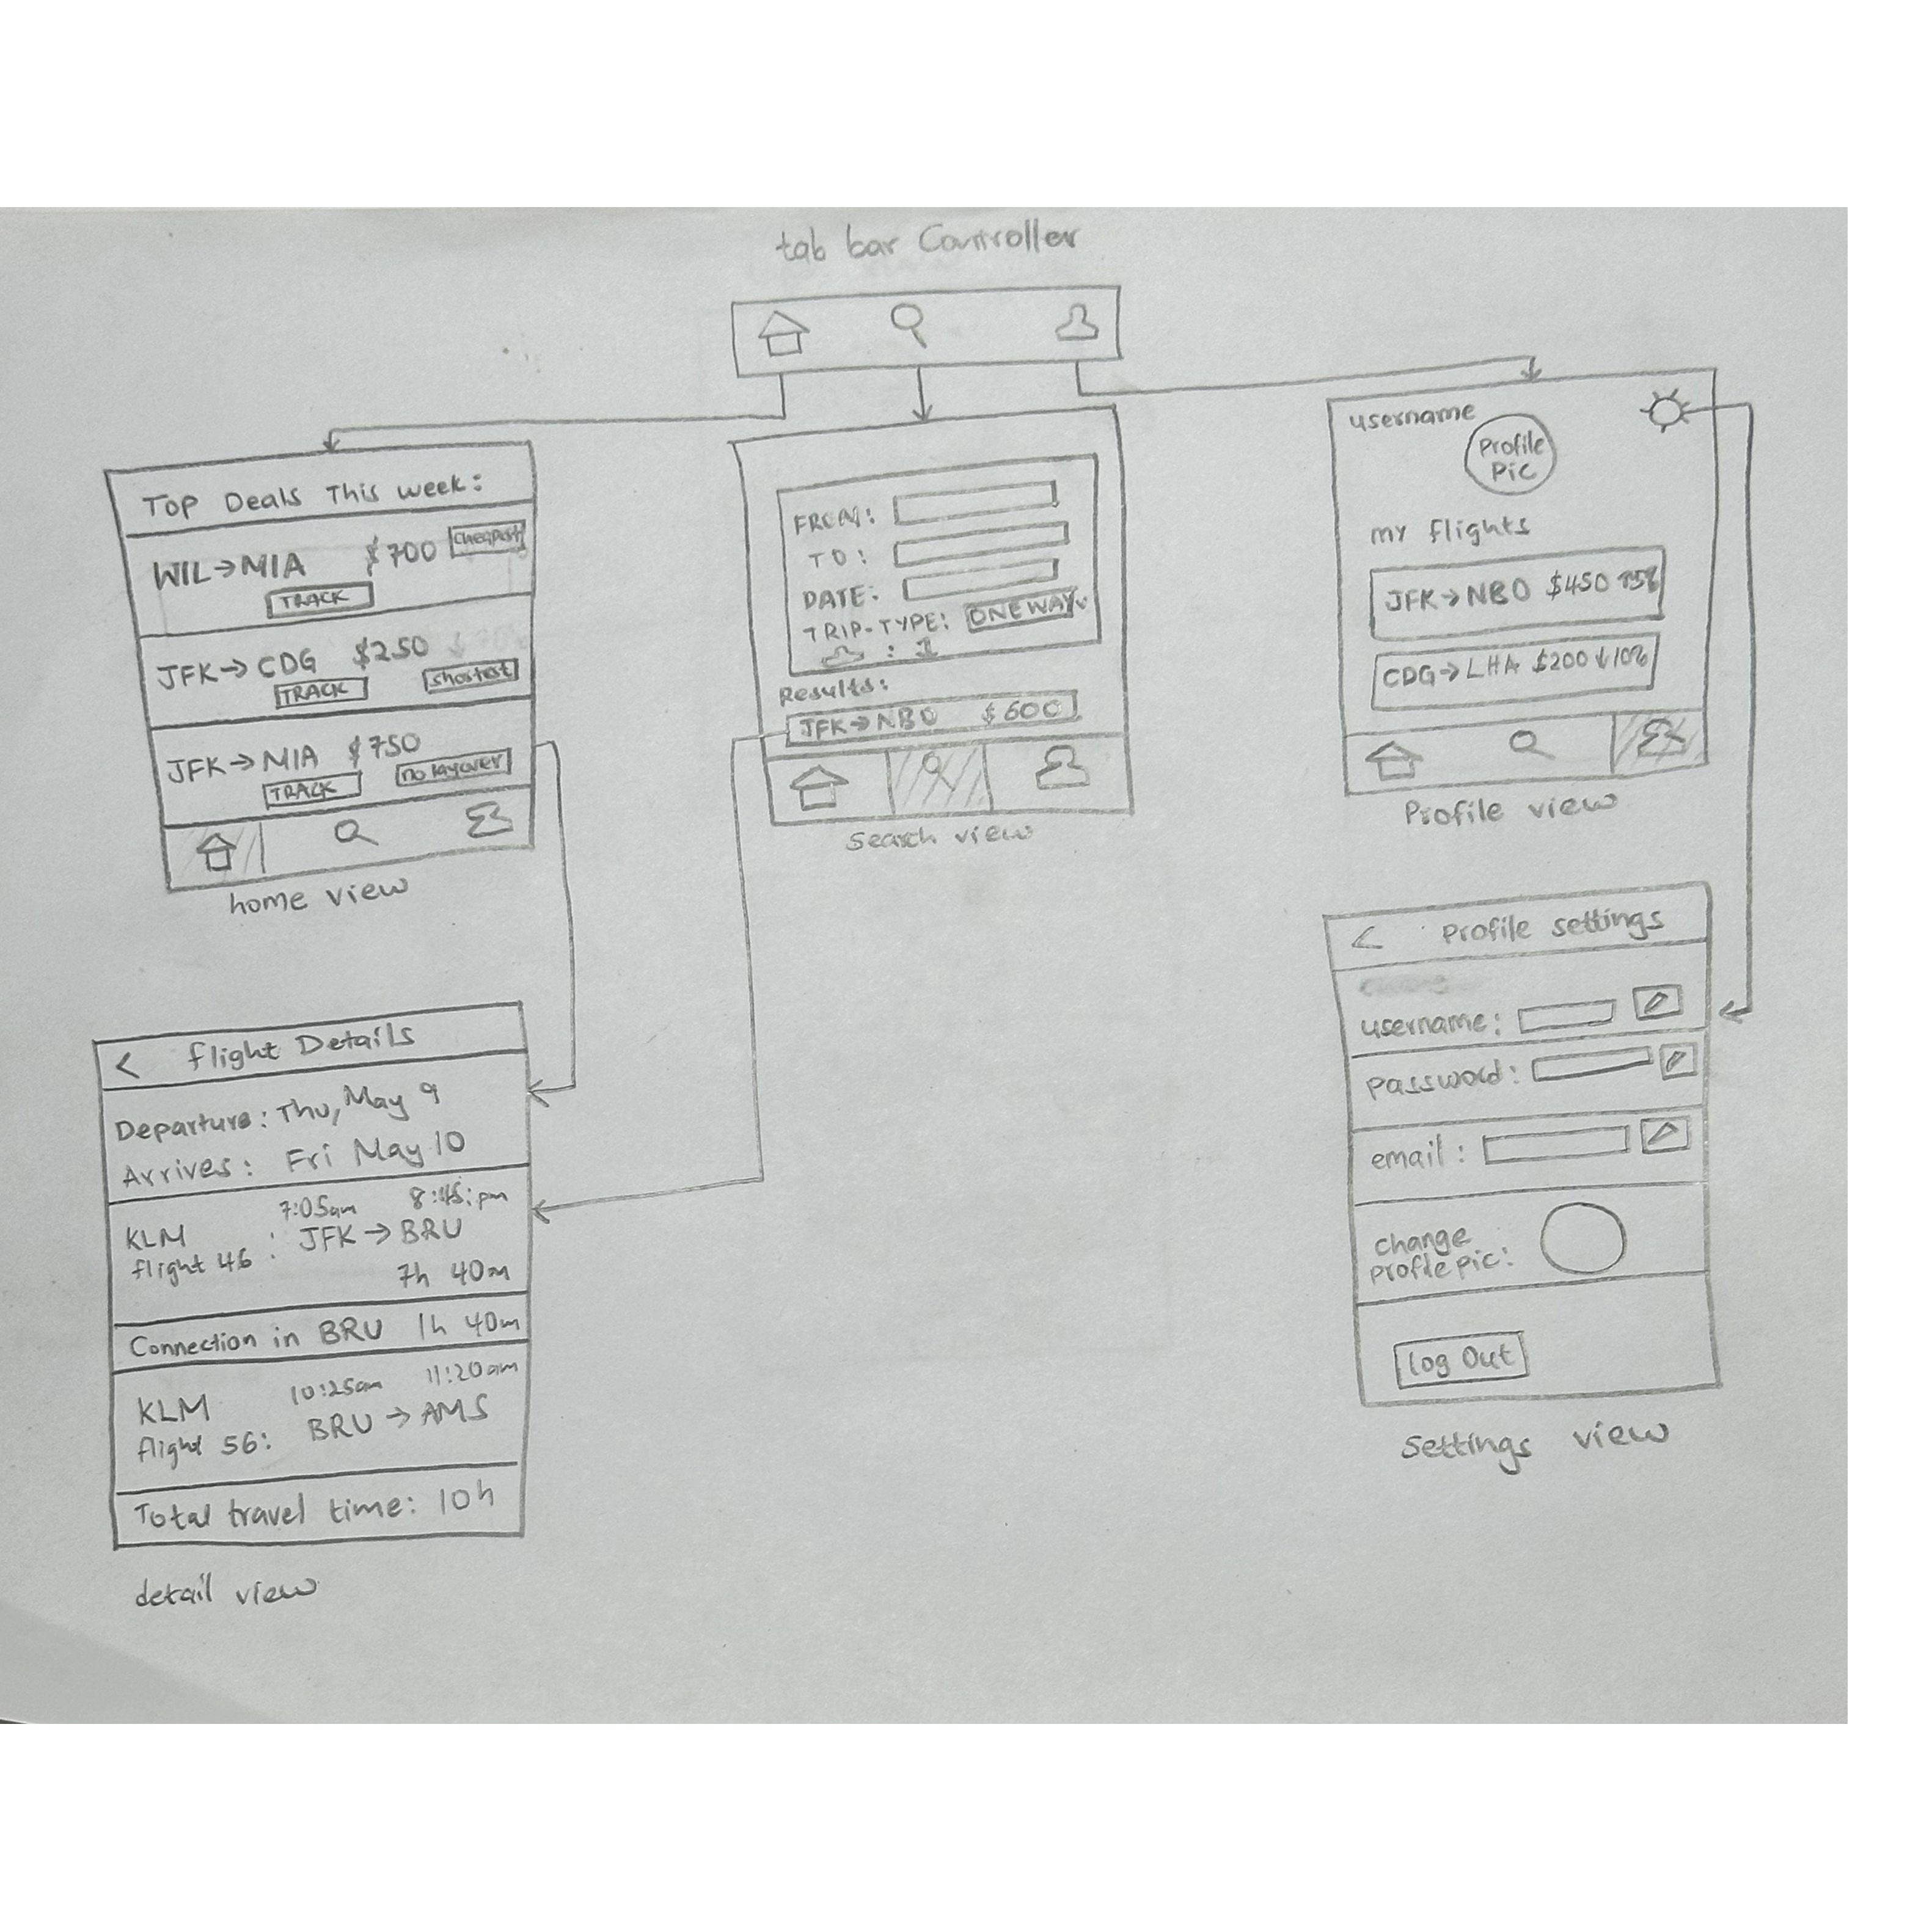 tab bar Controller
Top Deals This week:
WIL→MIA $700 Cheapest
TRACK
JFK→CDG $250
TRACK shortest
JFK→MIA $750
TRACK no layover
home view
FROM:
TO:
DATE:
TRIP-TYPE: ONE WAY
: 1
Results:
JFK→NBO $600
Search view
username
Profile
Pic
my flights
JFK→NBO $450 ↑5%
CDG→LHA $200 ↓10%
Profile view
< flight Details
Departure: Thu, May 9
Arrives: Fri May 10
7:05am 8:45:pm
KLM
flight 46 : JFK→BRU
7h 40m
Connection in BRU 1h 40m
10:25am 11:20am
KLM
flight 56: BRU→AMS
Total travel time: 10h
detail view
< Profile settings
username:
password:
email:
change
profile pic:
log Out
Settings view